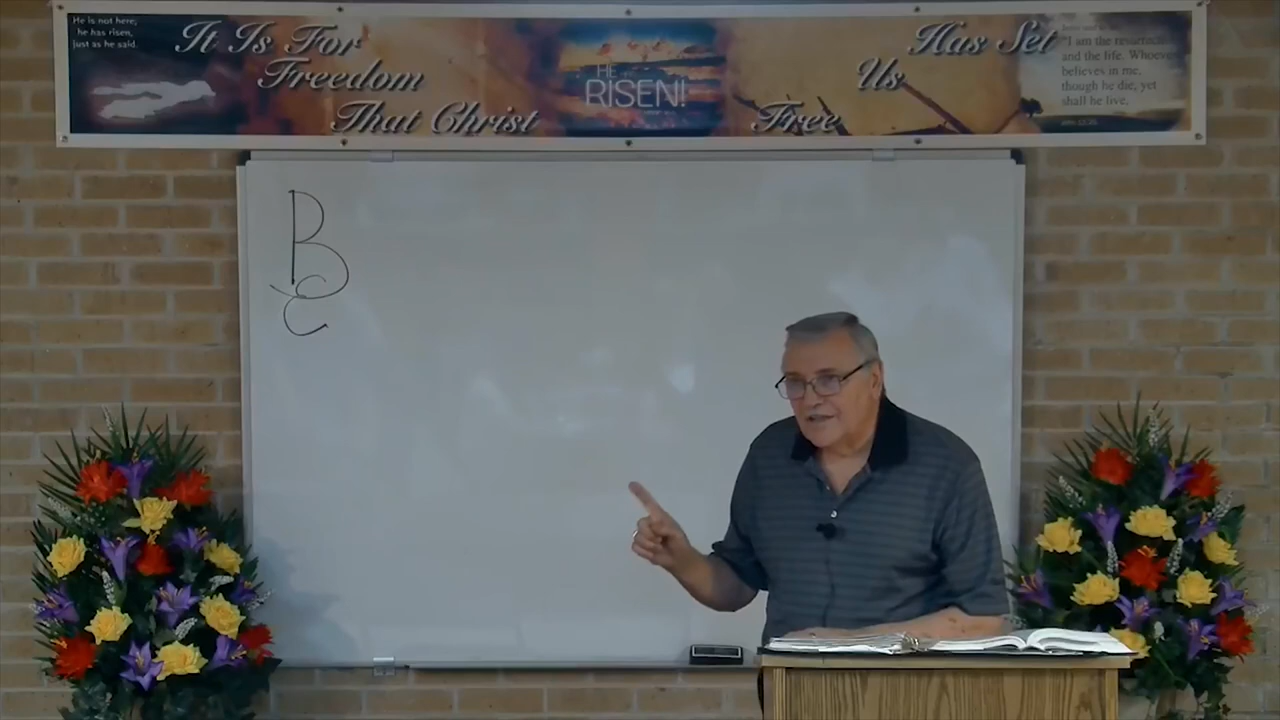 He is not here;
he has risen,
just as he said.
It Is For
Freedom
That Christ
HE
RISEN!
Has Set
Us
Free
"I am the resurrection
and the life. Whoever
believes in me,
though he die, yet
shall he live,
B
C